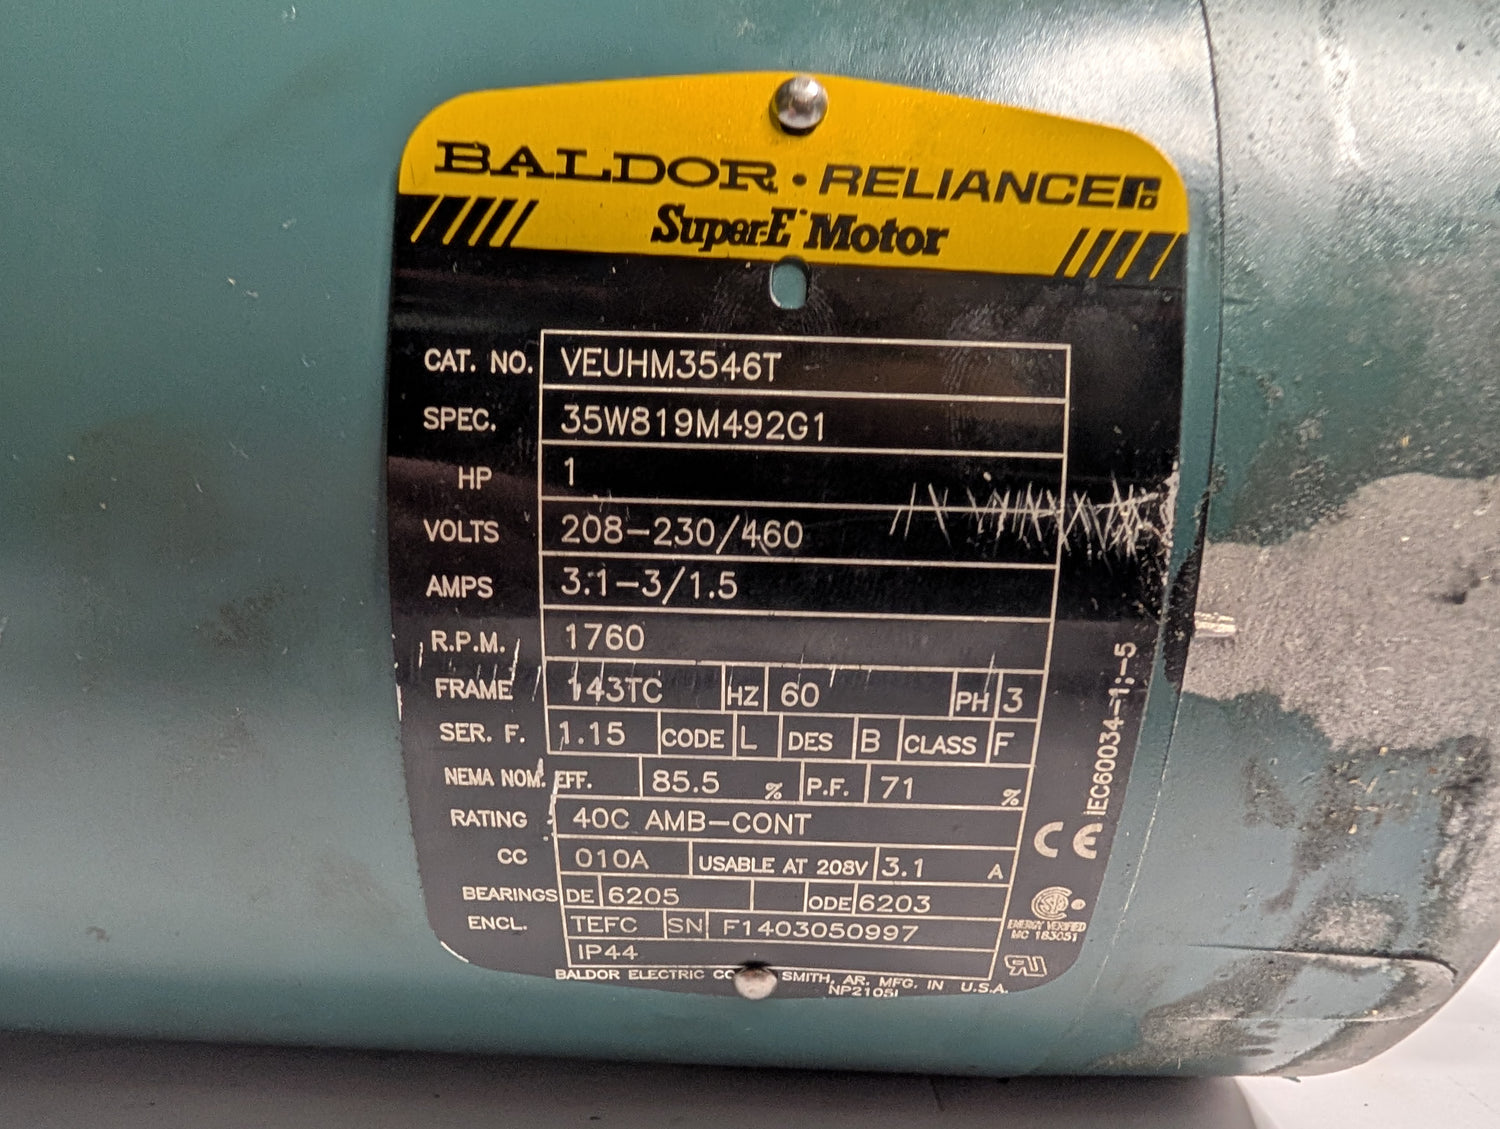 BALDOR • RELIANCE
Super-E Motor
CAT. NO. VEUHM3546T
SPEC. 35W819M492G1
HP 1
VOLTS 208-230/460
AMPS 3.1-3/1.5
R.P.M. 1760
FRAME 143TC HZ 60 PH 3
SER. F. 1.15 CODE L DES B CLASS F
NEMA NOM. EFF. 85.5 % P.F. 71 %
RATING 40C AMB-CONT
CC 010A USABLE AT 208V 3.1 A
BEARINGS DE 6205 ODE 6203
ENCL. TEFC SN F1403050997
IP44
BALDOR ELECTRIC CO SMITH, AR. MFG. IN U.S.A.
NP2105L
IEC60034-1;-5
CE
ENERGY VERIFIED
MC 183051